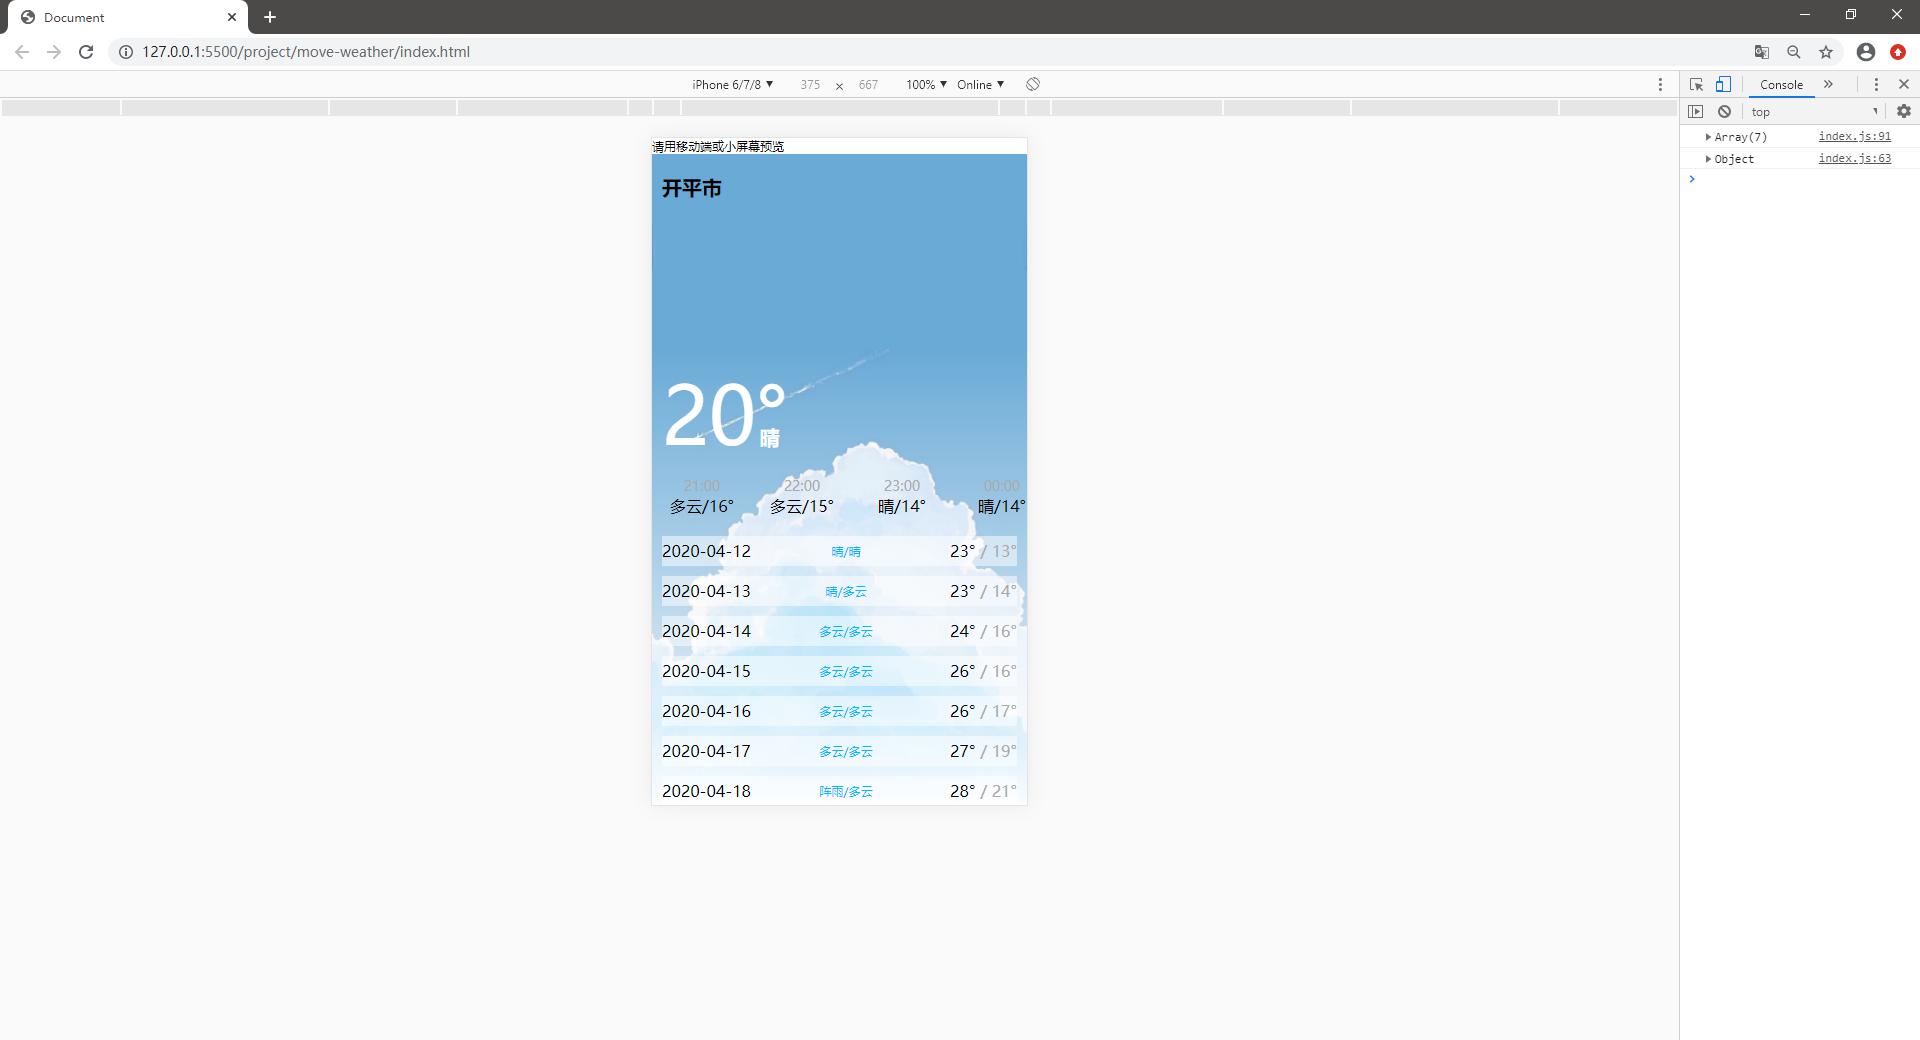 Document
127.0.0.1:5500/project/move-weather/index.html
iPhone 6/7/8 375 × 667 100% Online
Console
top
Array(7) index.js:91
Object index.js:63
请用移动端或小屏幕预览
开平市
20°晴
21:00 22:00 23:00 00:00
多云/16° 多云/15° 晴/14° 晴/14°
2020-04-12 晴/晴 23° / 13°
2020-04-13 晴/多云 23° / 14°
2020-04-14 多云/多云 24° / 16°
2020-04-15 多云/多云 26° / 16°
2020-04-16 多云/多云 26° / 17°
2020-04-17 多云/多云 27° / 19°
2020-04-18 阵雨/多云 28° / 21°